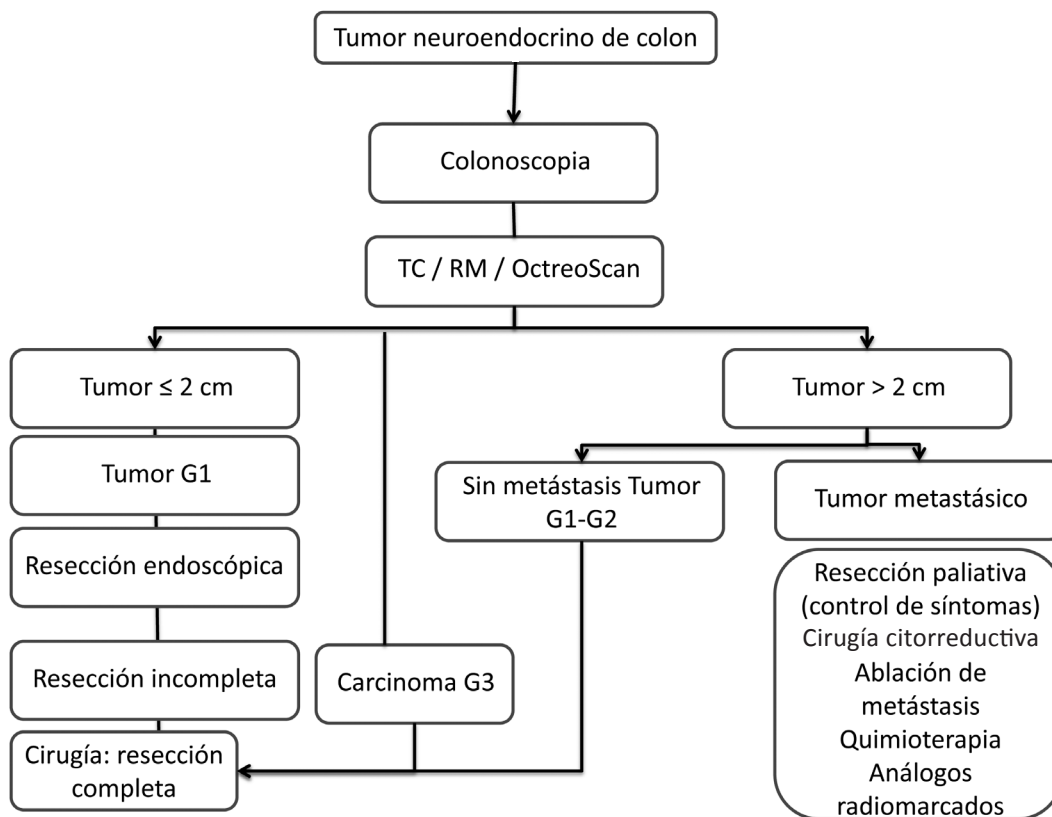 Tumor neuroendocrino de colon
Colonoscopia
TC / RM / OctreoScan
Tumor ≤ 2 cm
Tumor > 2 cm
Tumor G1
Sin metástasis Tumor
G1-G2
Tumor metastásico
Resección endoscópica
Resección incompleta
Carcinoma G3
Cirugía: resección
completa
Resección paliativa
(control de síntomas)
Cirugía citorreductiva
Ablación de
metástasis
Quimioterapia
Análogos
radiomarcados